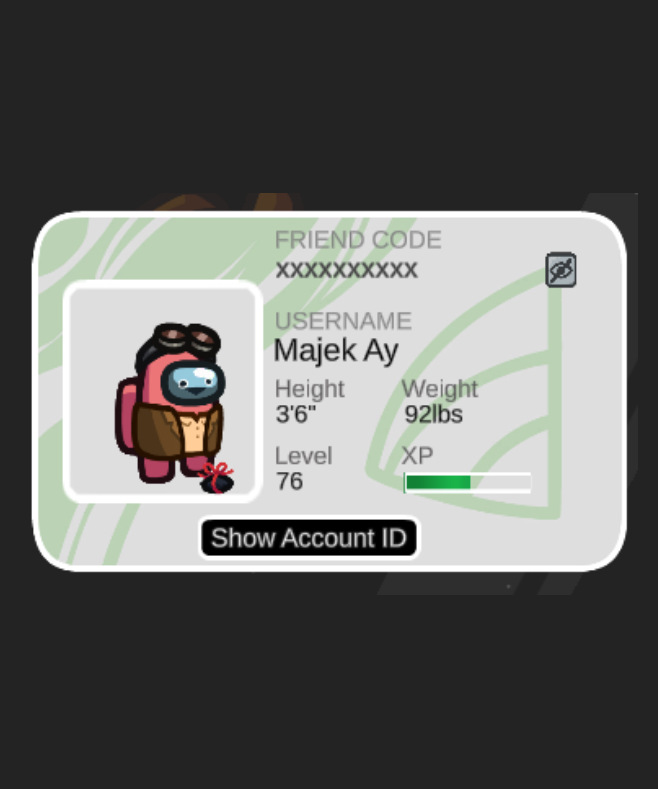 FRIEND CODE
xxxxxxxxxx
USERNAME
Majek Ay
Height Weight
3'6" 92lbs
Level XP
76
Show Account ID